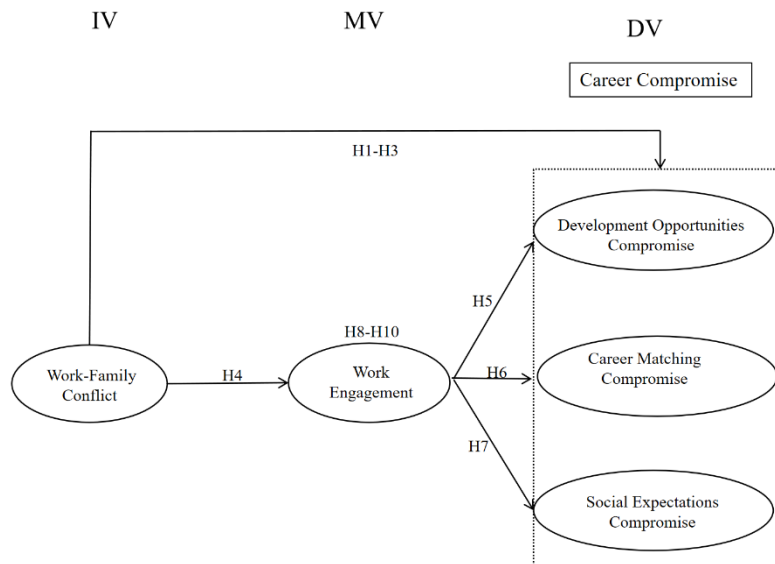 IV
MV
DV
Career Compromise
H1-H3
Development Opportunities
Compromise
H5
H8-H10
Work-Family
Conflict
H4
Work
Engagement
H6
Career Matching
Compromise
H7
Social Expectations
Compromise